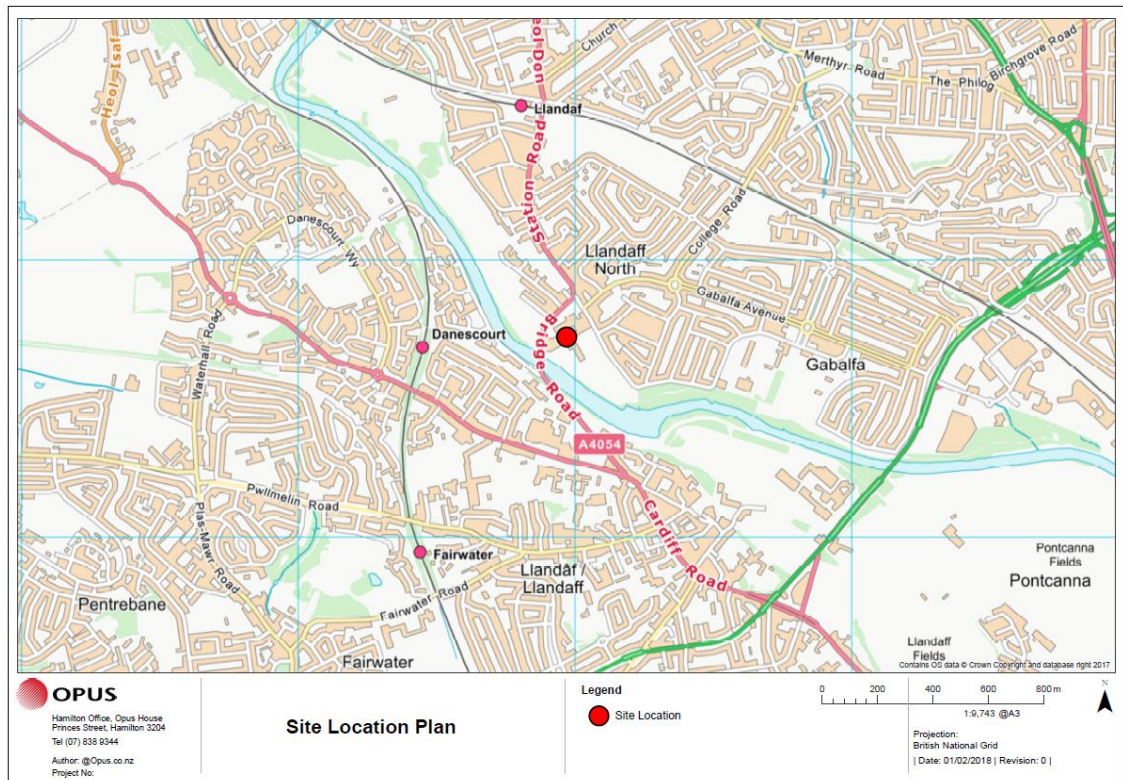 Heol Isaf
eol Don
Church
Merthyr Road
The Philog
Birchgrove Road
Llandaf
Station Road
College Road
Danescourt Wy
Llandaff
North
Gabalfa Avenue
Waterhall Road
Danescourt
Bridge Road
Gabalfa
A4054
Pwllmelin Road
Plas-Mawr Road
Cardiff Road
Fairwater
Llandâf /
Llandaff
Pontcanna
Fields
Pontcanna
Pentrebane
Fairwater Road
Fairwater
Llandaff
Fields
Contains OS data © Crown Copyright and database right 2017
OPUS
Hamilton Office, Opus House
Princes Street, Hamilton 3204
Tel (07) 838 9344
Author: @Opus.co.nz
Project No:
Site Location Plan
Legend
Site Location
0 200 400 600 800 m
1:9,743 @A3
N
Projection:
British National Grid
| Date: 01/02/2018 | Revision: 0 |